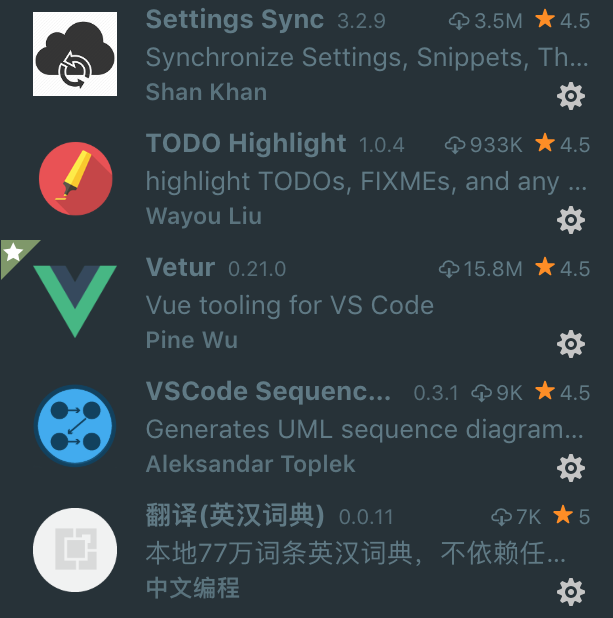 Settings Sync 3.2.9 3.5M 4.5
Synchronize Settings, Snippets, Th...
Shan Khan
TODO Highlight 1.0.4 933K 4.5
highlight TODOs, FIXMEs, and any ...
Wayou Liu
Vetur 0.21.0 15.8M 4.5
Vue tooling for VS Code
Pine Wu
VSCode Sequenc... 0.3.1 9K 4.5
Generates UML sequence diagram...
Aleksandar Toplek
翻译(英汉词典) 0.0.11 7K 5
本地77万词条英汉词典，不依赖任...
中文编程